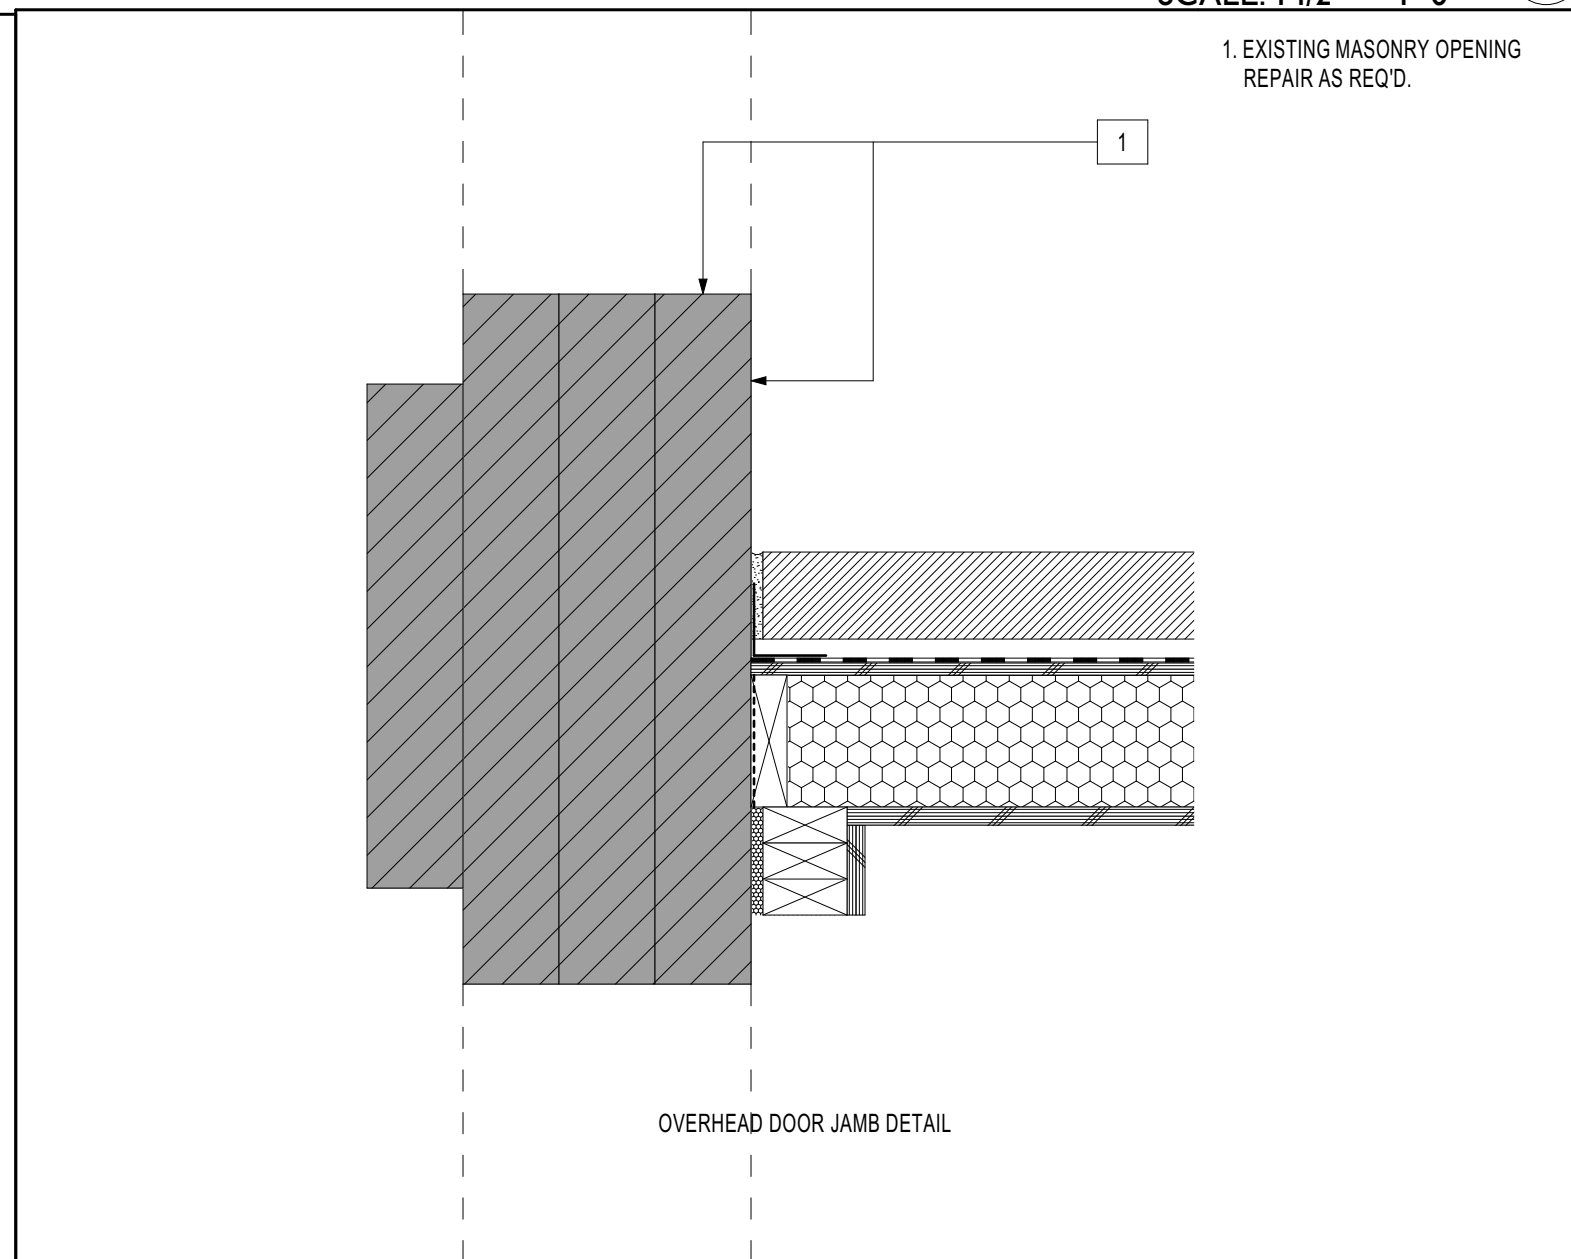 1. EXISTING MASONRY OPENING
REPAIR AS REQ'D.
1
OVERHEAD DOOR JAMB DETAIL